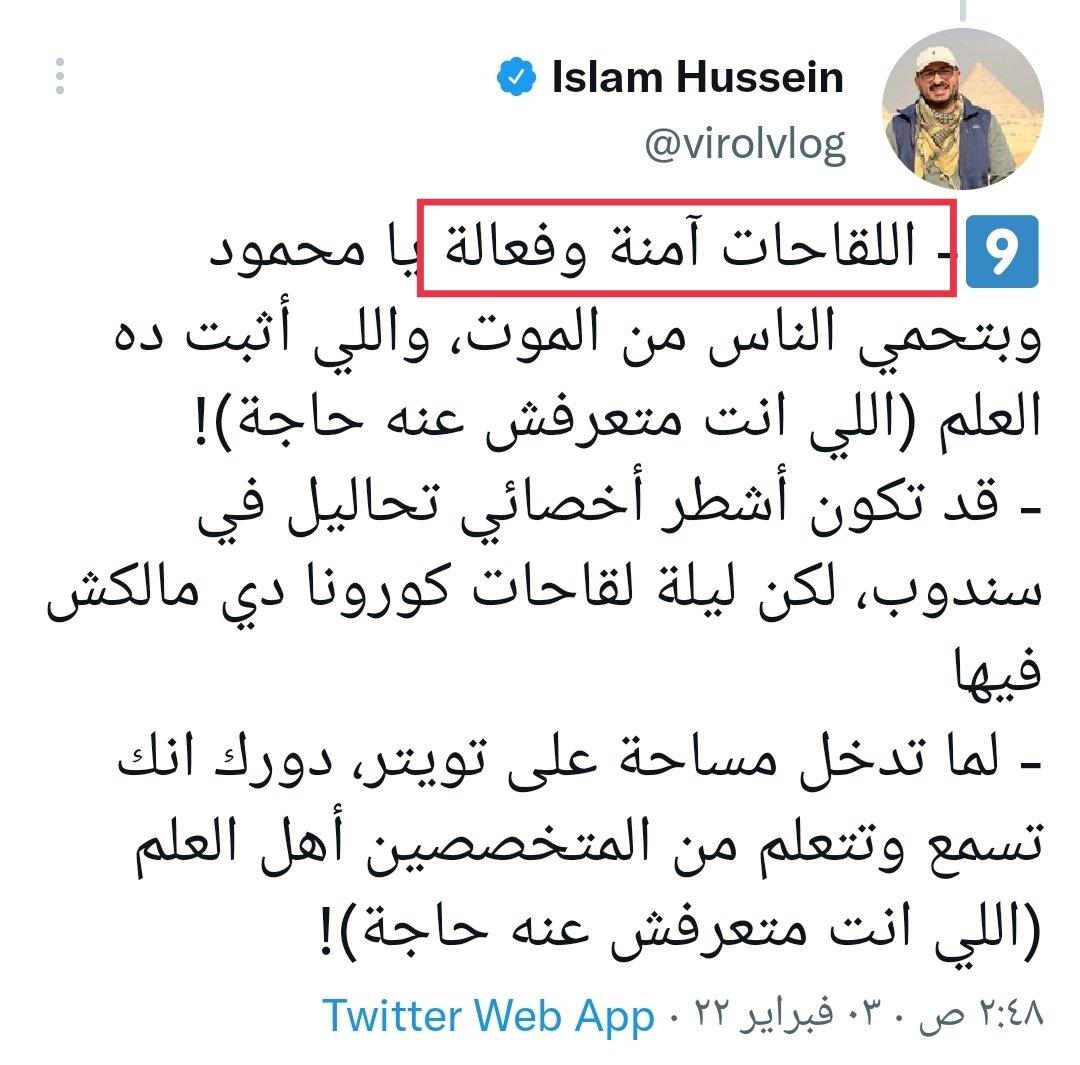 Islam Hussein
@virolvlog
9 - اللقاحات آمنة وفعالة يا محمود
وبتحمي الناس من الموت، واللي أثبت ده
العلم (اللي انت متعرفش عنه حاجة)!
- قد تكون أشطر أخصائي تحاليل في
سندوب، لكن ليلة لقاحات كورونا دي مالكش
فيها
- لما تدخل مساحة على تويتر، دورك انك
تسمع وتتعلم من المتخصصين أهل العلم
(اللي انت متعرفش عنه حاجة)!
٢:٤٨ ص · ٠٣ فبراير ٢٢ · Twitter Web App